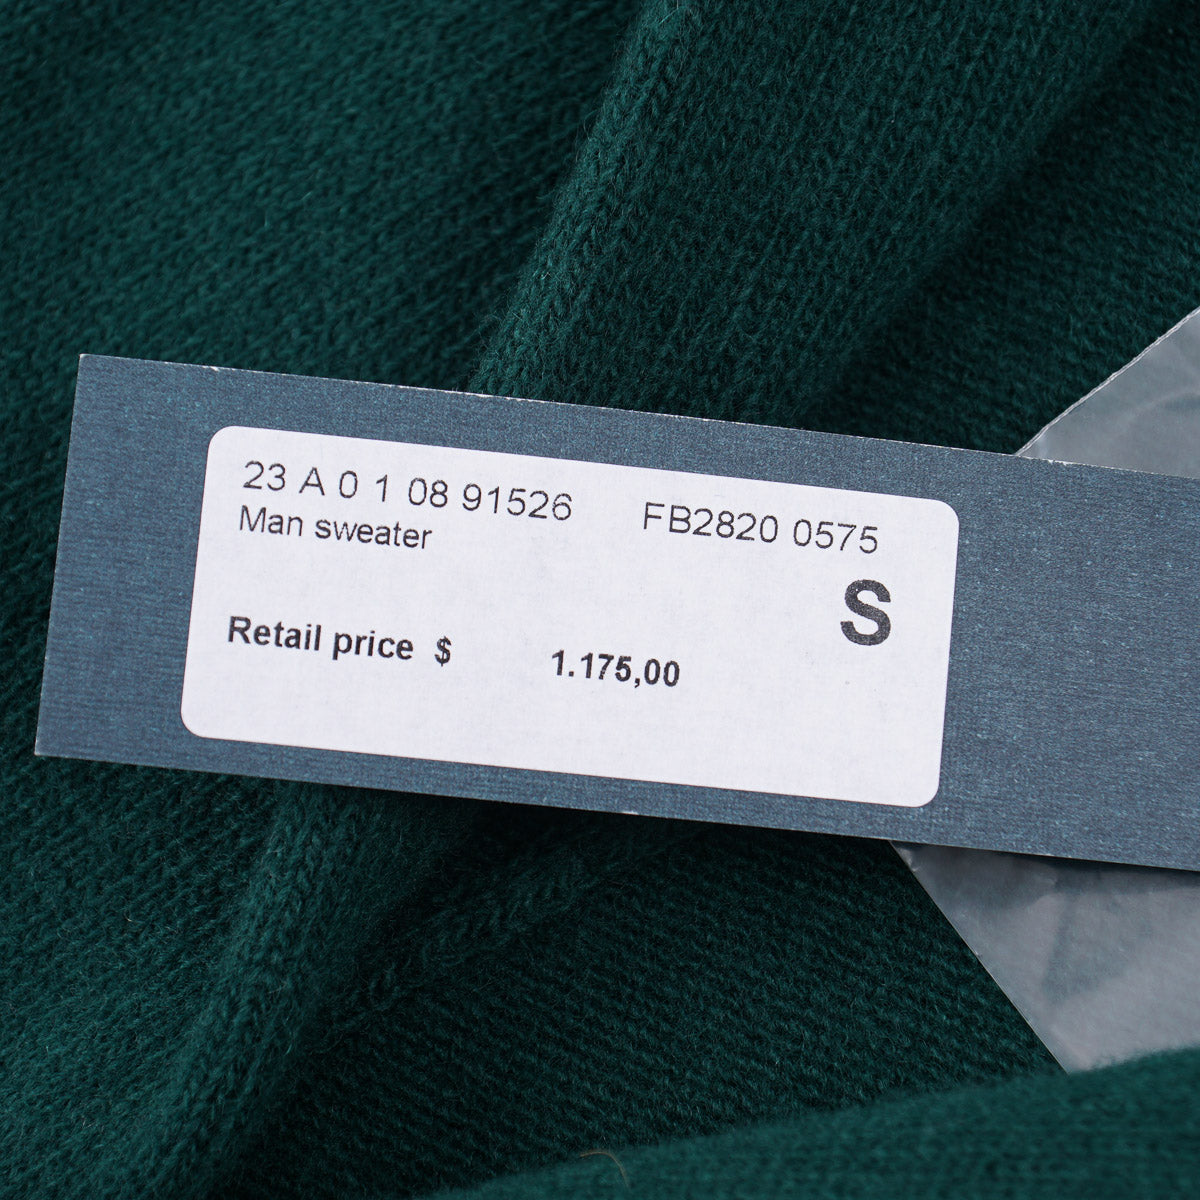 23 A 0 1 08 91526 FB2820 0575
Man sweater
S
Retail price $ 1.175,00